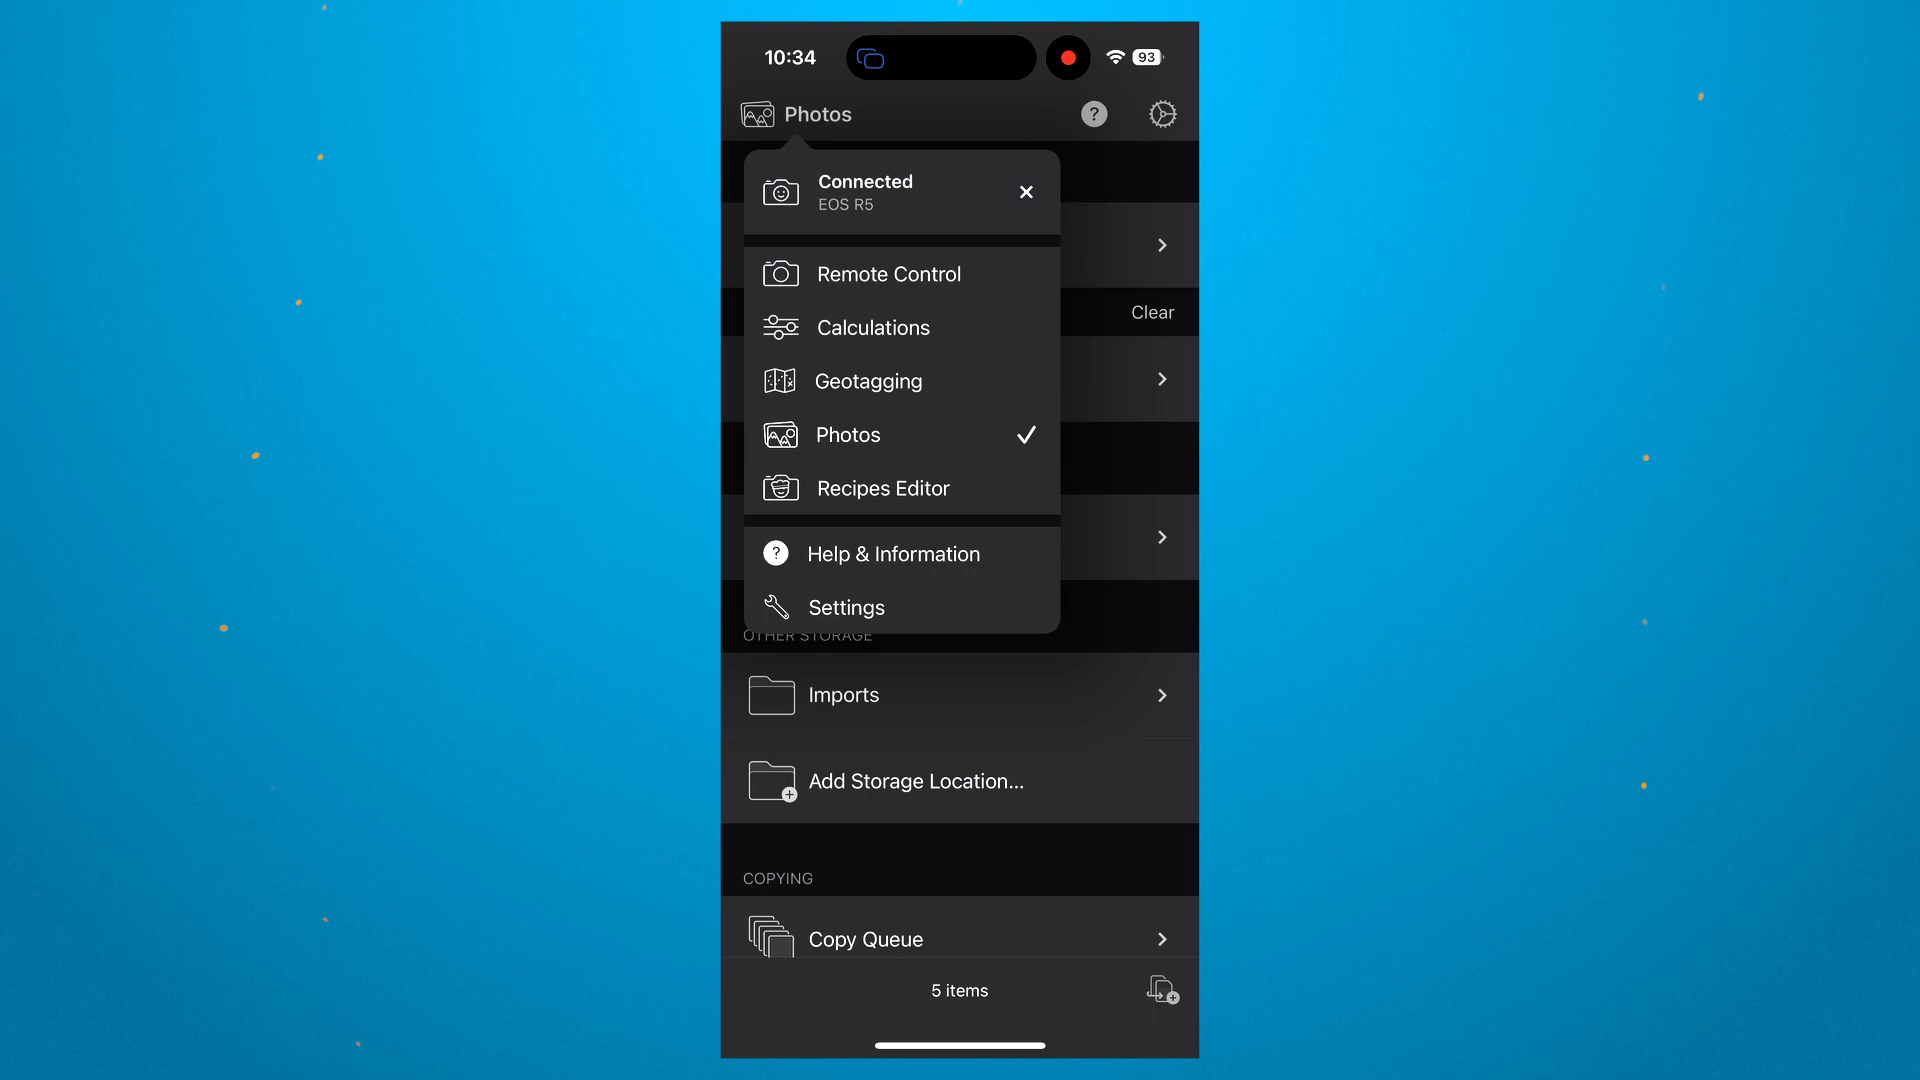 10:34
93
Photos
?
Connected
EOS R5
Remote Control
Clear
Calculations
Geotagging
Photos
Recipes Editor
? Help & Information
Settings
OTHER STORAGE
Imports
Add Storage Location...
COPYING
Copy Queue
5 items